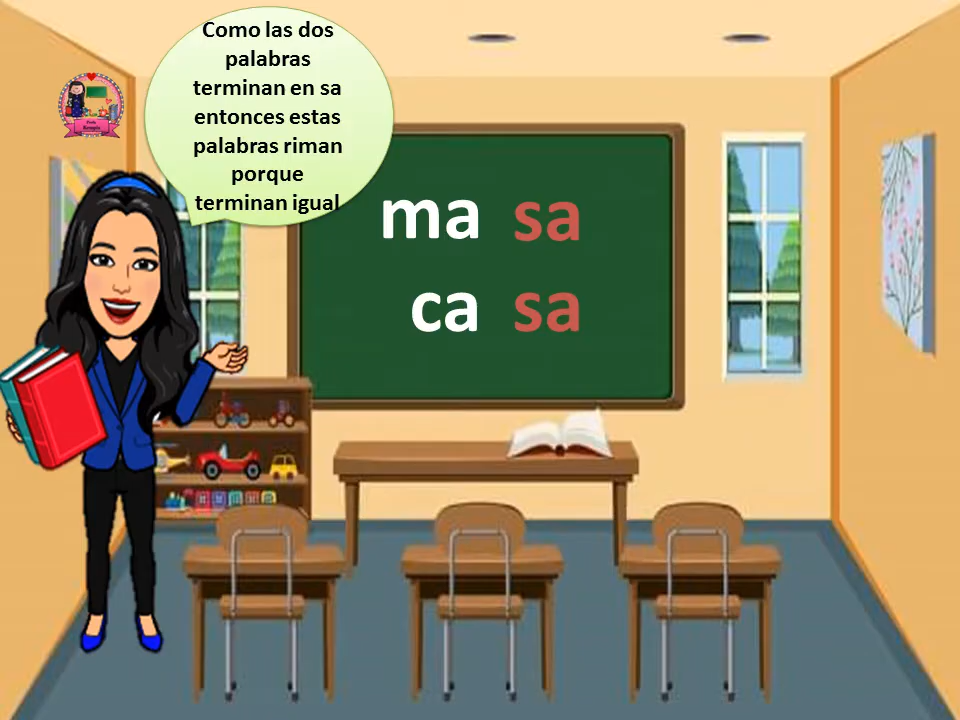 Como las dos
palabras
terminan en sa
entonces estas
palabras riman
porque
terminan igual
ma sa
ca sa